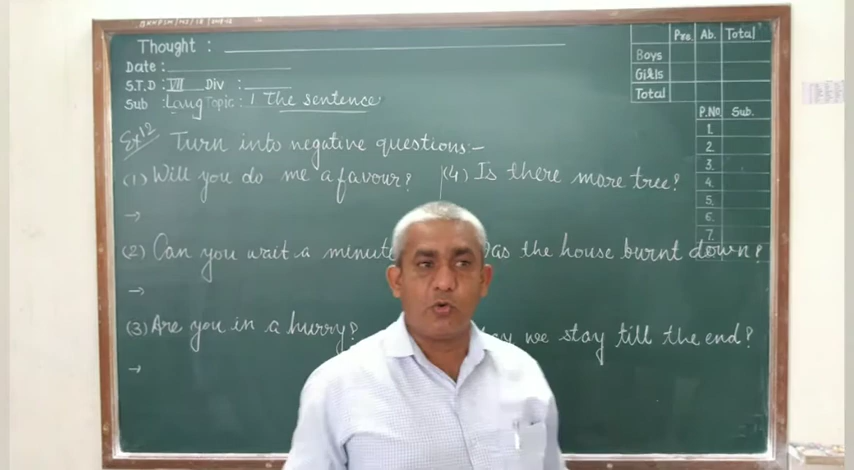 Thought :
Date :
S.T.D : VII Div :
Sub : Lang Topic : 1 The sentence
Pre. Ab. Total
Boys
Girls
Total
P.No. Sub.
1.
2.
3.
4.
5.
6.
7.
Ex 12 Turn into negative questions:-
(1) Will you do me a favour?
→
(2) Can you wait a minute
→
(3) Are you in a hurry?
→
(4) Is there more tree?
as the house burnt down?
ay we stay till the end?